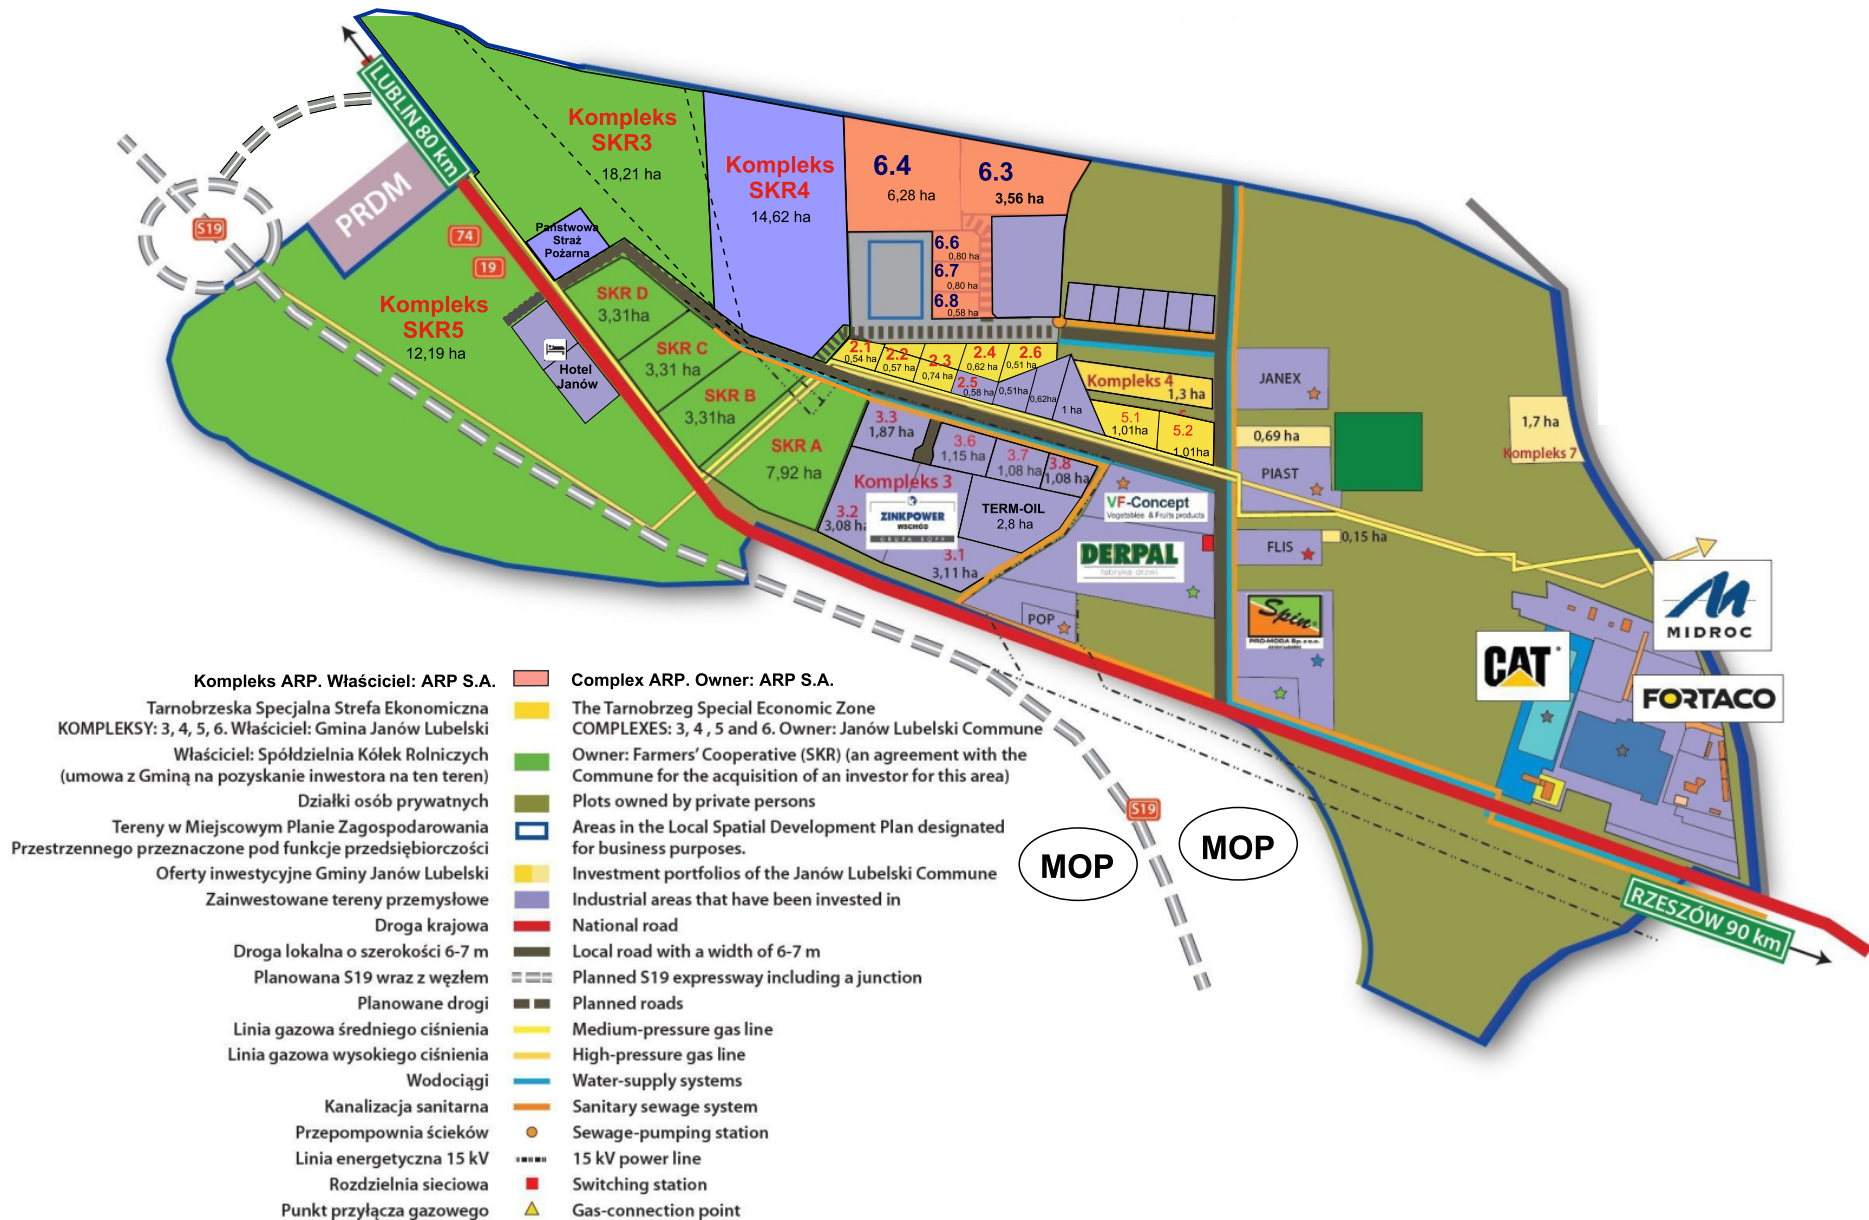 LUBLIN 80 km
Kompleks
SKR3
18,21 ha
Kompleks
SKR4
14,62 ha
6.4
6,28 ha
6.3
3,56 ha
PRDM
S19
74
19
Państwowa
Straż
Pożarna
6.6
0,80 ha
6.7
0,80 ha
6.8
0,58 ha
Kompleks
SKR5
12,19 ha
SKR D
3,31ha
SKR C
3,31 ha
SKR B
3,31ha
SKR A
7,92 ha
Hotel
Janów
2.1
0,54 ha
2.2
0,57 ha
2.3
0,74 ha
2.4
0,62 ha
2.6
0,51 ha
2.5
0,58 ha
0,51ha
0,62ha
1 ha
Kompleks 4
1,3 ha
5.1
1,01ha
5
5.2
1,01ha
JANEX
0,69 ha
PIAST
1,7 ha
Kompleks 7
3.3
1,87 ha
3.6
1,15 ha
3.7
1,08 ha
3.8
1,08 ha
Kompleks 3
3.2
3,08 ha
ZINKPOWER
WSCHÓD
GRUPA KOPF
TERM-OIL
2,8 ha
3.1
3,11 ha
VF-Concept
Vegetables & Fruits products
DERPAL
fabryka drzwi
FLIS
0,15 ha
POP
Spin
PRO-MODA Sp. z o.o.
MIDROC
CAT
FORTACO
S19
MOP
MOP
RZESZÓW 90 km
Kompleks ARP. Właściciel: ARP S.A.
Complex ARP. Owner: ARP S.A.
Tarnobrzeska Specjalna Strefa Ekonomiczna
KOMPLEKSY: 3, 4, 5, 6. Właściciel: Gmina Janów Lubelski
The Tarnobrzeg Special Economic Zone
COMPLEXES: 3, 4 , 5 and 6. Owner: Janów Lubelski Commune
Właściciel: Spółdzielnia Kółek Rolniczych
(umowa z Gminą na pozyskanie inwestora na ten teren)
Owner: Farmers' Cooperative (SKR) (an agreement with the
Commune for the acquisition of an investor for this area)
Działki osób prywatnych
Plots owned by private persons
Tereny w Miejscowym Planie Zagospodarowania
Przestrzennego przeznaczone pod funkcje przedsiębiorczości
Areas in the Local Spatial Development Plan designated
for business purposes.
Oferty inwestycyjne Gminy Janów Lubelski
Investment portfolios of the Janów Lubelski Commune
Zainwestowane tereny przemysłowe
Industrial areas that have been invested in
Droga krajowa
National road
Droga lokalna o szerokości 6-7 m
Local road with a width of 6-7 m
Planowana S19 wraz z węzłem
Planned S19 expressway including a junction
Planowane drogi
Planned roads
Linia gazowa średniego ciśnienia
Medium-pressure gas line
Linia gazowa wysokiego ciśnienia
High-pressure gas line
Wodociągi
Water-supply systems
Kanalizacja sanitarna
Sanitary sewage system
Przepompownia ścieków
Sewage-pumping station
Linia energetyczna 15 kV
15 kV power line
Rozdzielnia sieciowa
Switching station
Punkt przyłącza gazowego
Gas-connection point